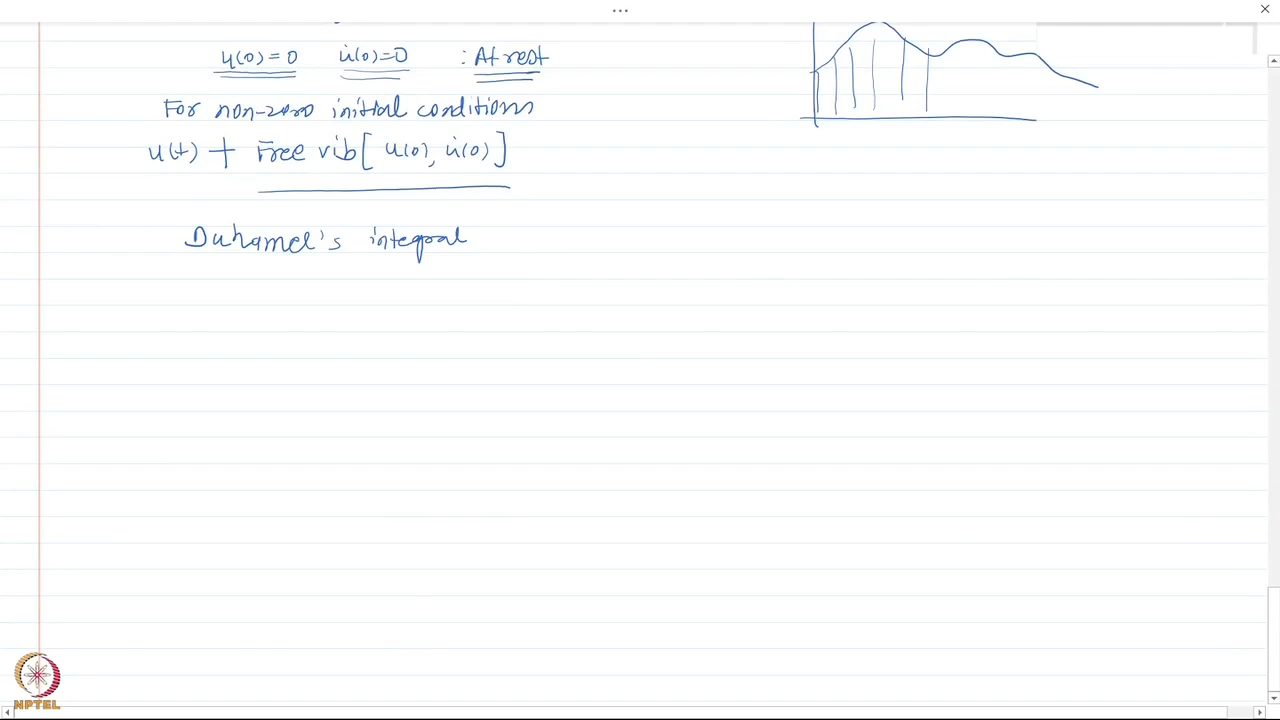 u(0)=0 u̇(0)=0 : At rest
For non-zero initial conditions
u(t) + Free vib[ u(0), u̇(0) ]
Duhamel's integral
NPTEL